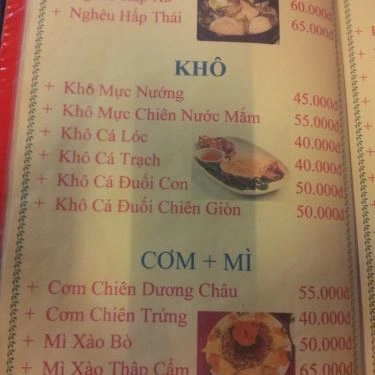 Hấp
60.000đ
+ Nghêu Hấp Thái
65.000đ
KHÔ
+ Khô Mực Nướng
45.000đ
+ Khô Mực Chiên Nước Mắm
55.000đ
+ Khô Cá Lóc
40.000đ
+ Khô Cá Trạch
40.000đ
+ Khô Cá Đuối Con
50.000đ
+ Khô Cá Đuối Chiên Giòn
50.000đ
CƠM + MÌ
+ Cơm Chiên Dương Châu
55.000đ
+ Cơm Chiên Trứng
40.000đ
+ Mì Xào Bò
50.000đ
+ Mì Xào Thập Cẩm
65.000đ